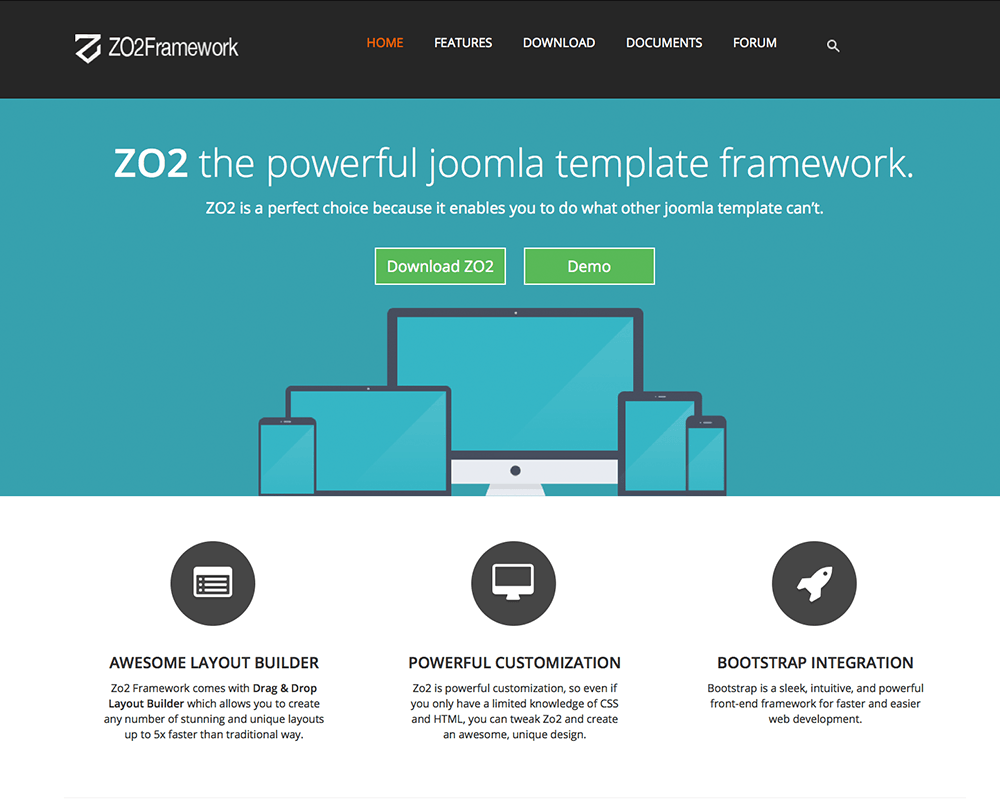 ZO2Framework
HOME FEATURES DOWNLOAD DOCUMENTS FORUM
ZO2 the powerful joomla template framework.
ZO2 is a perfect choice because it enables you to do what other joomla template can't.
Download ZO2
Demo
AWESOME LAYOUT BUILDER
Zo2 Framework comes with Drag & Drop
Layout Builder which allows you to create
any number of stunning and unique layouts
up to 5x faster than traditional way.
POWERFUL CUSTOMIZATION
Zo2 is powerful customization, so even if
you only have a limited knowledge of CSS
and HTML, you can tweak Zo2 and create
an awesome, unique design.
BOOTSTRAP INTEGRATION
Bootstrap is a sleek, intuitive, and powerful
front-end framework for faster and easier
web development.